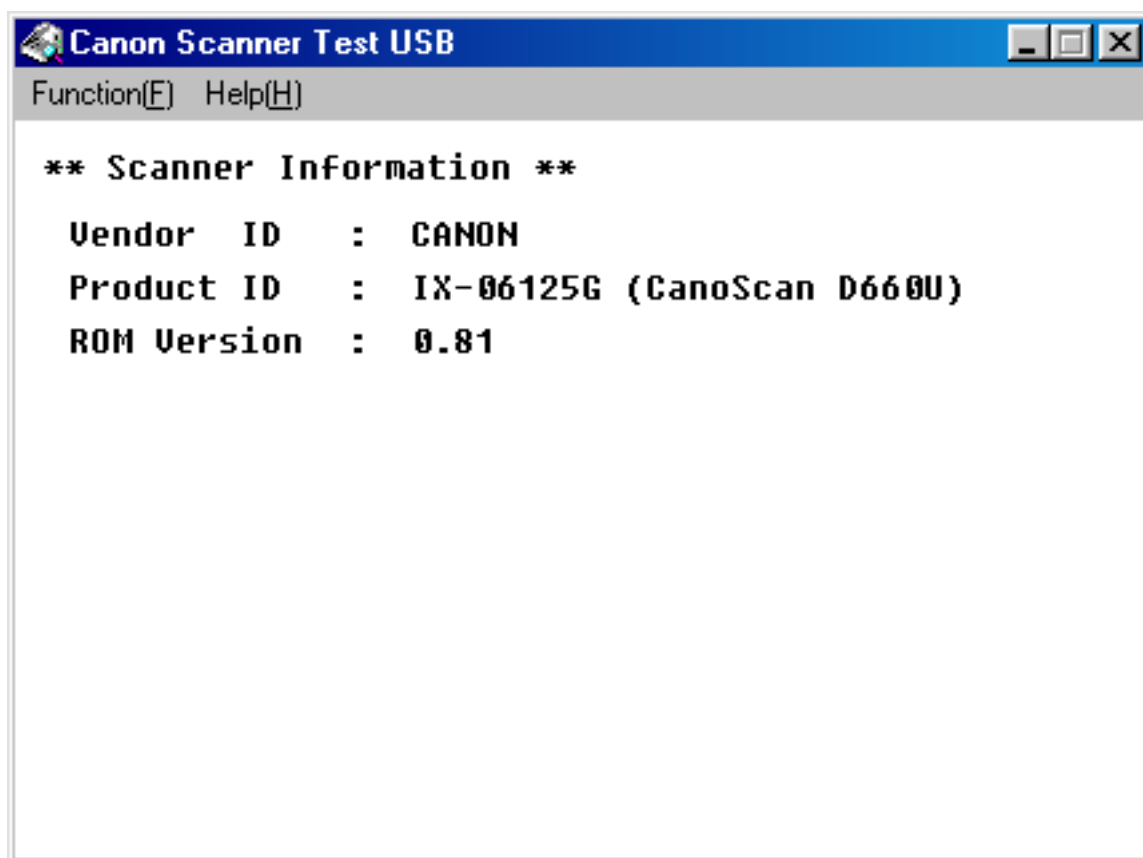 Canon Scanner Test USB
Function(F) Help(H)
** Scanner Information **
Vendor ID : CANON
Product ID : IX-06125G (CanoScan D660U)
ROM Version : 0.81